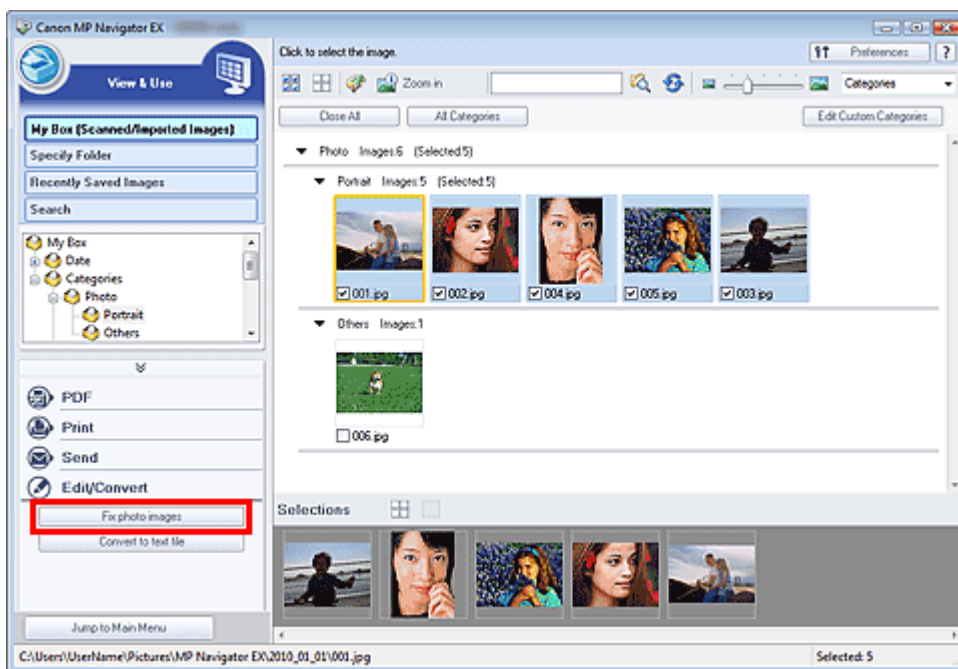 Canon MP Navigator EX
View & Use
My Box (Scanned/Imported Images)
Specify Folder
Recently Saved Images
Search
My Box
Date
Categories
Photo
Portrait
Others
PDF
Print
Send
Edit/Convert
Fix photo images
Convert to text file
Jump to Main Menu
Click to select the image.
Preferences
?
Zoom in
Categories
Close All
All Categories
Edit Custom Categories
Photo Images:6 (Selected:5)
Portrait Images:5 (Selected:5)
001.jpg 002.jpg 004.jpg 005.jpg 003.jpg
Others Images:1
006.jpg
Selections
C:\Users\UserName\Pictures\MP Navigator EX\2010_01_01\001.jpg
Selected: 5